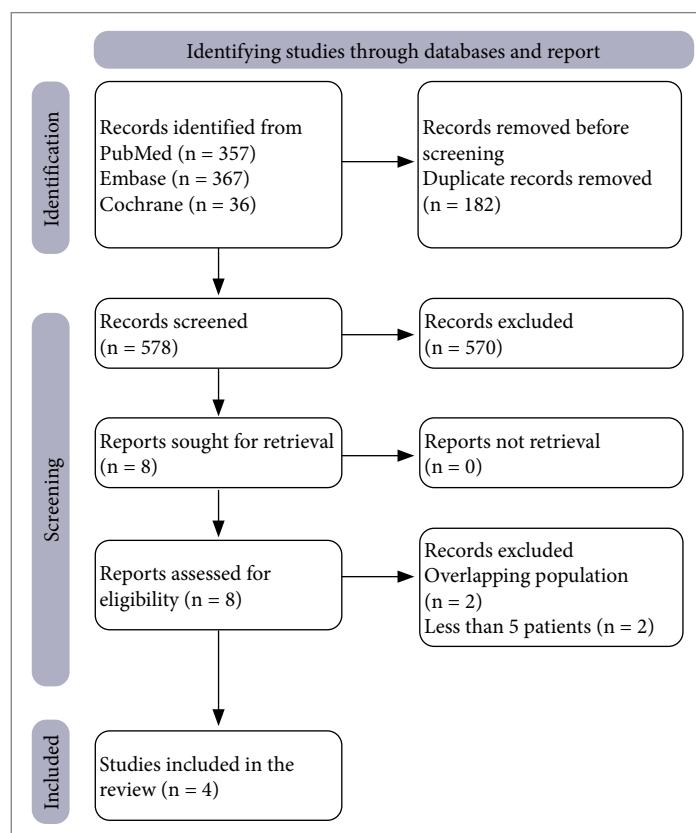 Identifying studies through databases and report
Identification
Records identified from
PubMed (n = 357)
Embase (n = 367)
Cochrane (n = 36)
Records removed before
screening
Duplicate records removed
(n = 182)
Screening
Records screened
(n = 578)
Records excluded
(n = 570)
Reports sought for retrieval
(n = 8)
Reports not retrieval
(n = 0)
Reports assessed for
eligibility (n = 8)
Records excluded
Overlapping population
(n = 2)
Less than 5 patients (n = 2)
Included
Studies included in the
review (n = 4)